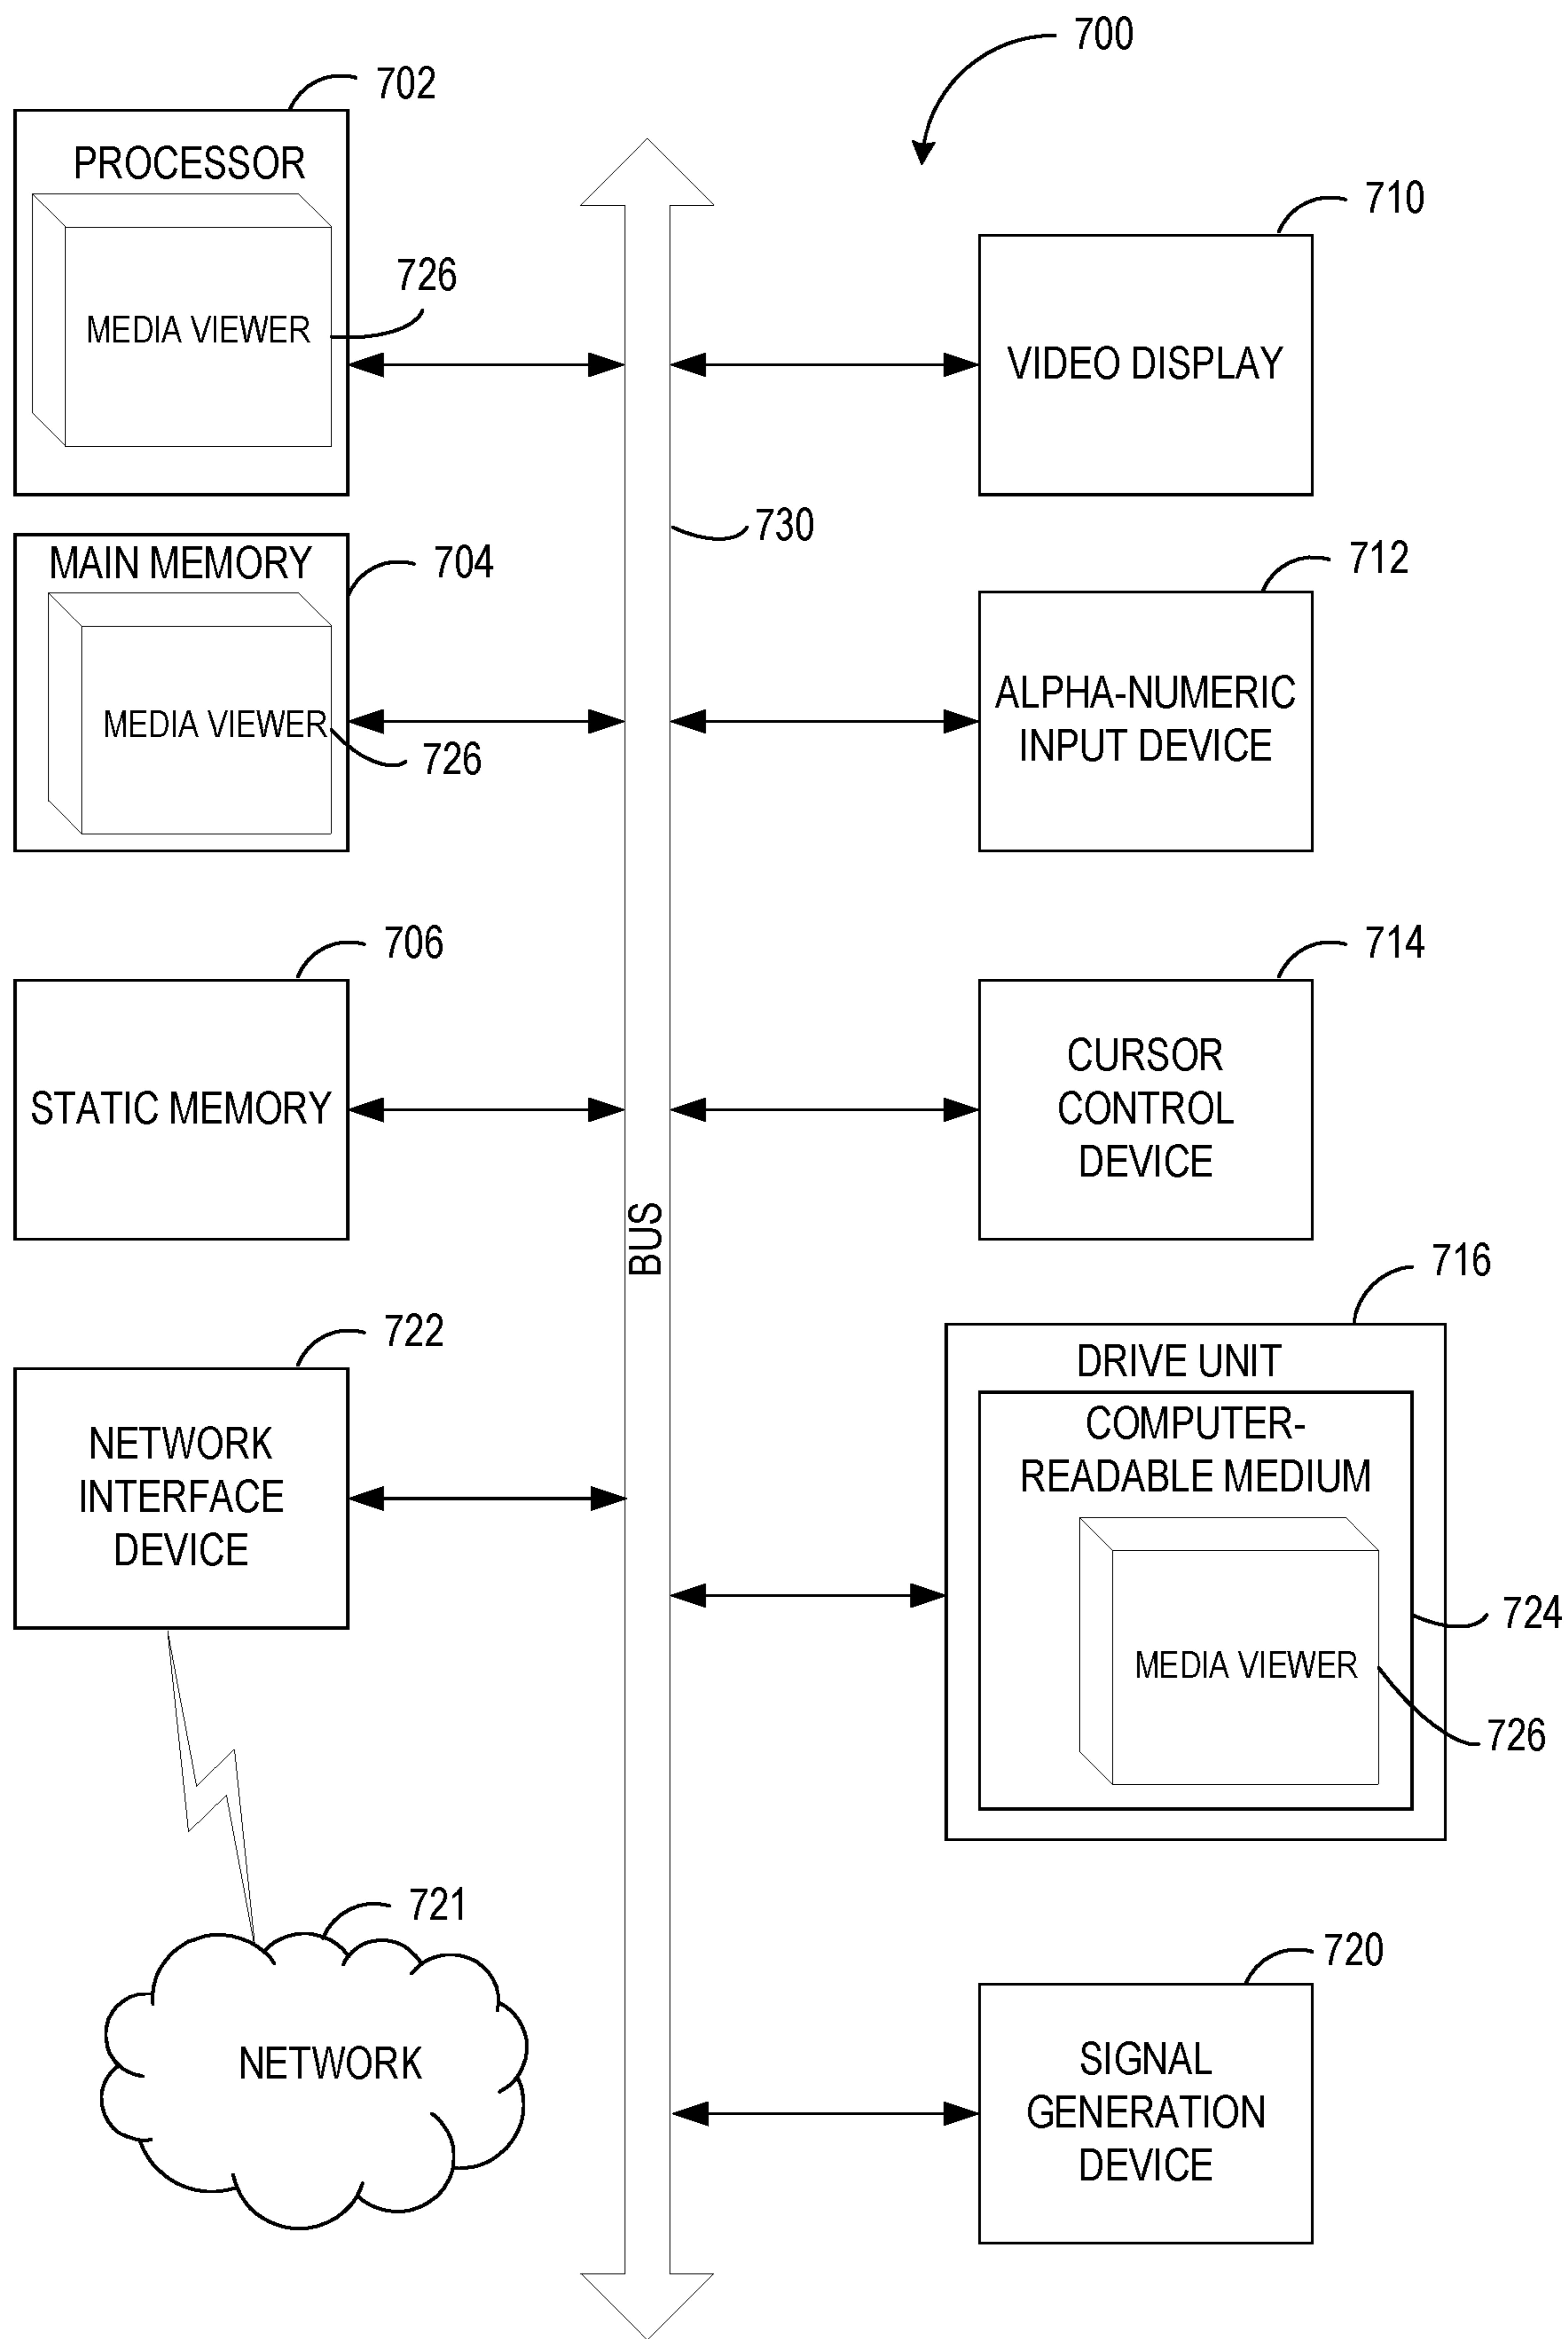 700
702
PROCESSOR
710
726
MEDIA VIEWER
VIDEO DISPLAY
730
MAIN MEMORY
704
712
ALPHA-NUMERIC
INPUT DEVICE
MEDIA VIEWER
726
706
714
STATIC MEMORY
CURSOR
CONTROL
DEVICE
BUS
716
722
DRIVE UNIT
COMPUTER-
READABLE MEDIUM
NETWORK
INTERFACE
DEVICE
724
MEDIA VIEWER
726
721
720
NETWORK
SIGNAL
GENERATION
DEVICE